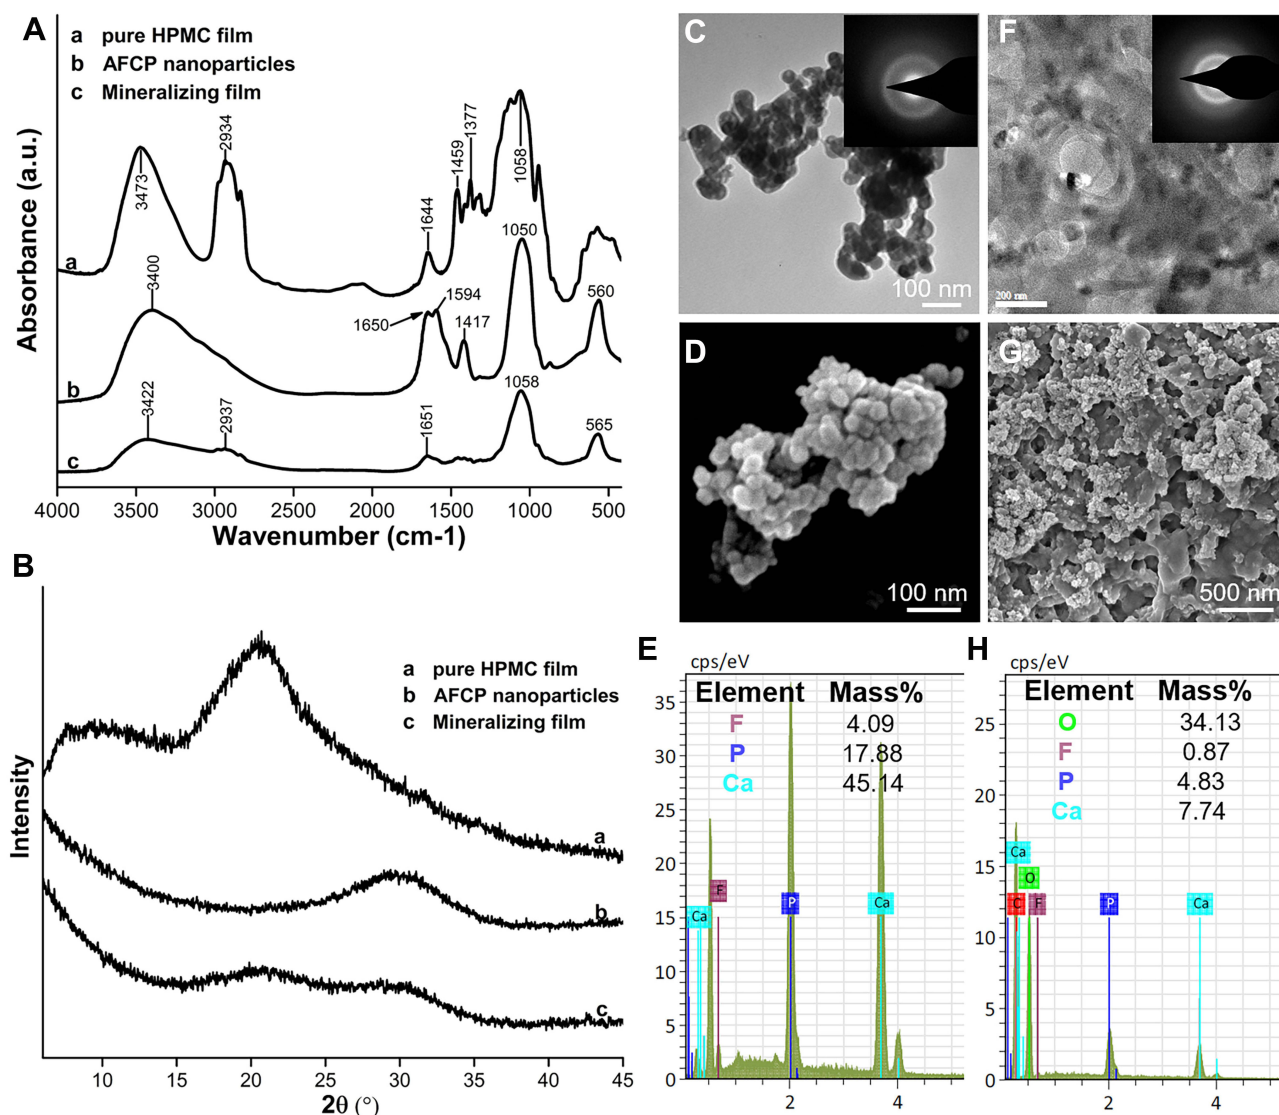 A
a pure HPMC film
b AFCP nanoparticles
c Mineralizing film
3473
2934
1644
1459
1377
1058
a
3400
1650
1594
1417
1050
560
b
3422
2937
1651
1058
565
c
Absorbance (a.u.)
4000 3500 3000 2500 2000 1500 1000 500
Wavenumber (cm-1)
B
a pure HPMC film
b AFCP nanoparticles
c Mineralizing film
a
b
c
Intensity
10 15 20 25 30 35 40 45
2θ (°)
C
100 nm
F
200 nm
D
100 nm
G
500 nm
E
cps/eV
Element Mass%
F 4.09
P 17.88
Ca 45.14
35
30
25
20
15
10
5
0
Ca F P Ca
2 4
H
cps/eV
Element Mass%
O 34.13
F 0.87
P 4.83
Ca 7.74
25
20
15
10
5
0
Ca
O
C F P Ca
2 4